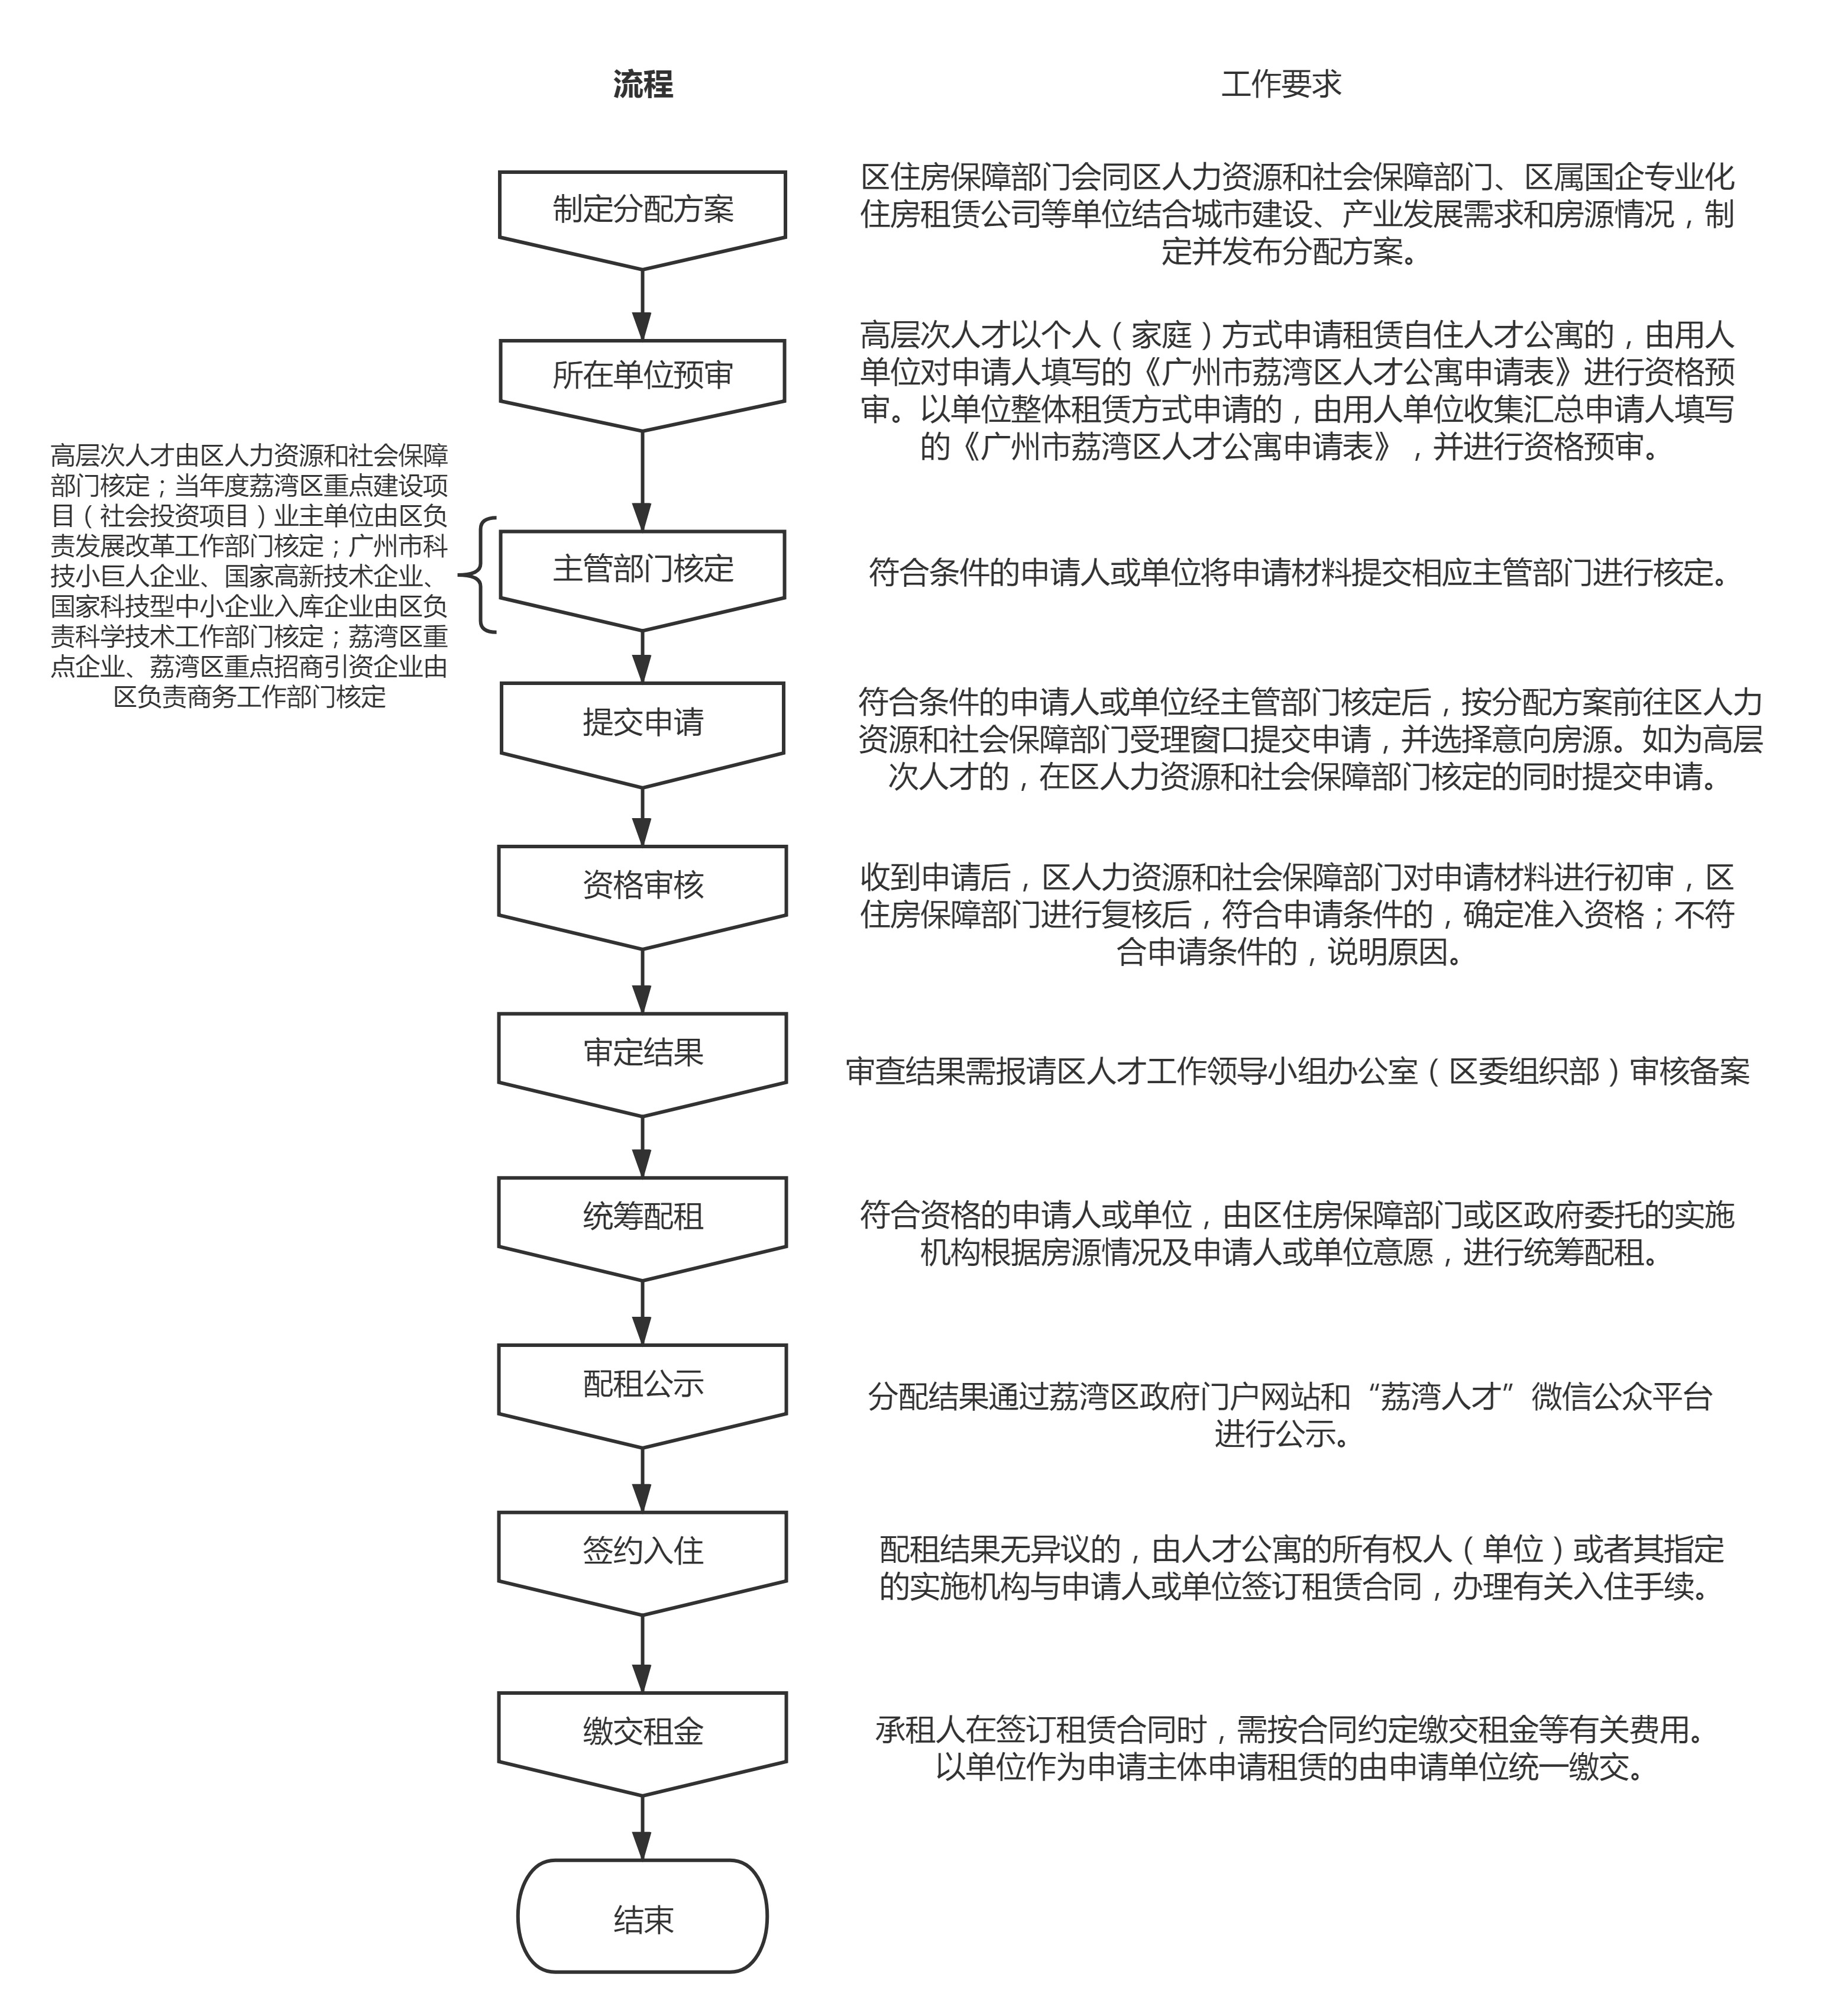 流程
工作要求
制定分配方案
区住房保障部门会同区人力资源和社会保障部门、区属国企专业化
住房租赁公司等单位结合城市建设、产业发展需求和房源情况，制
定并发布分配方案。
所在单位预审
高层次人才以个人（家庭）方式申请租赁自住人才公寓的，由用人
单位对申请人填写的《广州市荔湾区人才公寓申请表》进行资格预
审。以单位整体租赁方式申请的，由用人单位收集汇总申请人填写
的《广州市荔湾区人才公寓申请表》，并进行资格预审。
高层次人才由区人力资源和社会保障
部门核定；当年度荔湾区重点建设项
目（社会投资项目）业主单位由区负
责发展改革工作部门核定；广州市科
技小巨人企业、国家高新技术企业、
国家科技型中小企业入库企业由区负
责科学技术工作部门核定；荔湾区重
点企业、荔湾区重点招商引资企业由
区负责商务工作部门核定
主管部门核定
符合条件的申请人或单位将申请材料提交相应主管部门进行核定。
提交申请
符合条件的申请人或单位经主管部门核定后，按分配方案前往区人力
资源和社会保障部门受理窗口提交申请，并选择意向房源。如为高层
次人才的，在区人力资源和社会保障部门核定的同时提交申请。
资格审核
收到申请后，区人力资源和社会保障部门对申请材料进行初审，区
住房保障部门进行复核后，符合申请条件的，确定准入资格；不符
合申请条件的，说明原因。
审定结果
审查结果需报请区人才工作领导小组办公室（区委组织部）审核备案
统筹配租
符合资格的申请人或单位，由区住房保障部门或区政府委托的实施
机构根据房源情况及申请人或单位意愿，进行统筹配租。
配租公示
分配结果通过荔湾区政府门户网站和“荔湾人才”微信公众平台
进行公示。
签约入住
配租结果无异议的，由人才公寓的所有权人（单位）或者其指定
的实施机构与申请人或单位签订租赁合同，办理有关入住手续。
缴交租金
承租人在签订租赁合同时，需按合同约定缴交租金等有关费用。
以单位作为申请主体申请租赁的由申请单位统一缴交。
结束